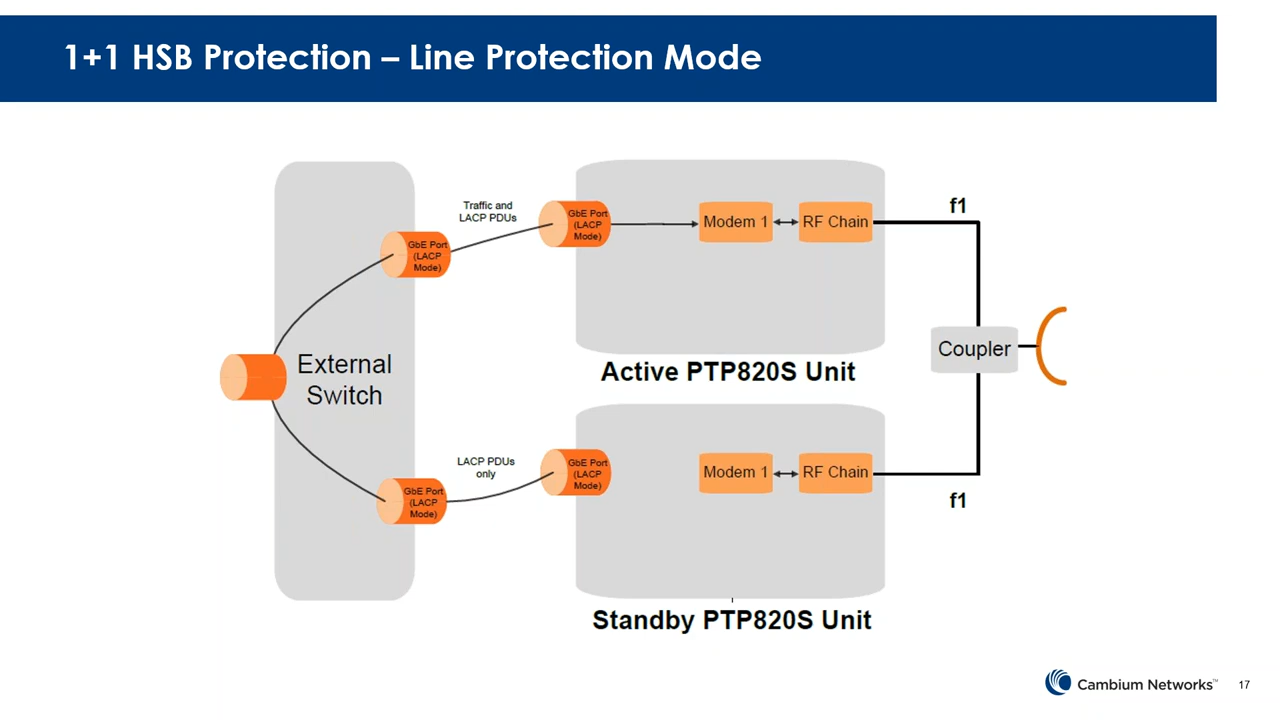 1+1 HSB Protection – Line Protection Mode
Traffic and
LACP PDUs
GbE Port
(LACP
Mode)
GbE Port
(LACP
Mode)
Modem 1
RF Chain
f1
External
Switch
Coupler
Active PTP820S Unit
LACP PDUs
only
GbE Port
(LACP
Mode)
GbE Port
(LACP
Mode)
Modem 1
RF Chain
f1
Standby PTP820S Unit
Cambium Networks™
17